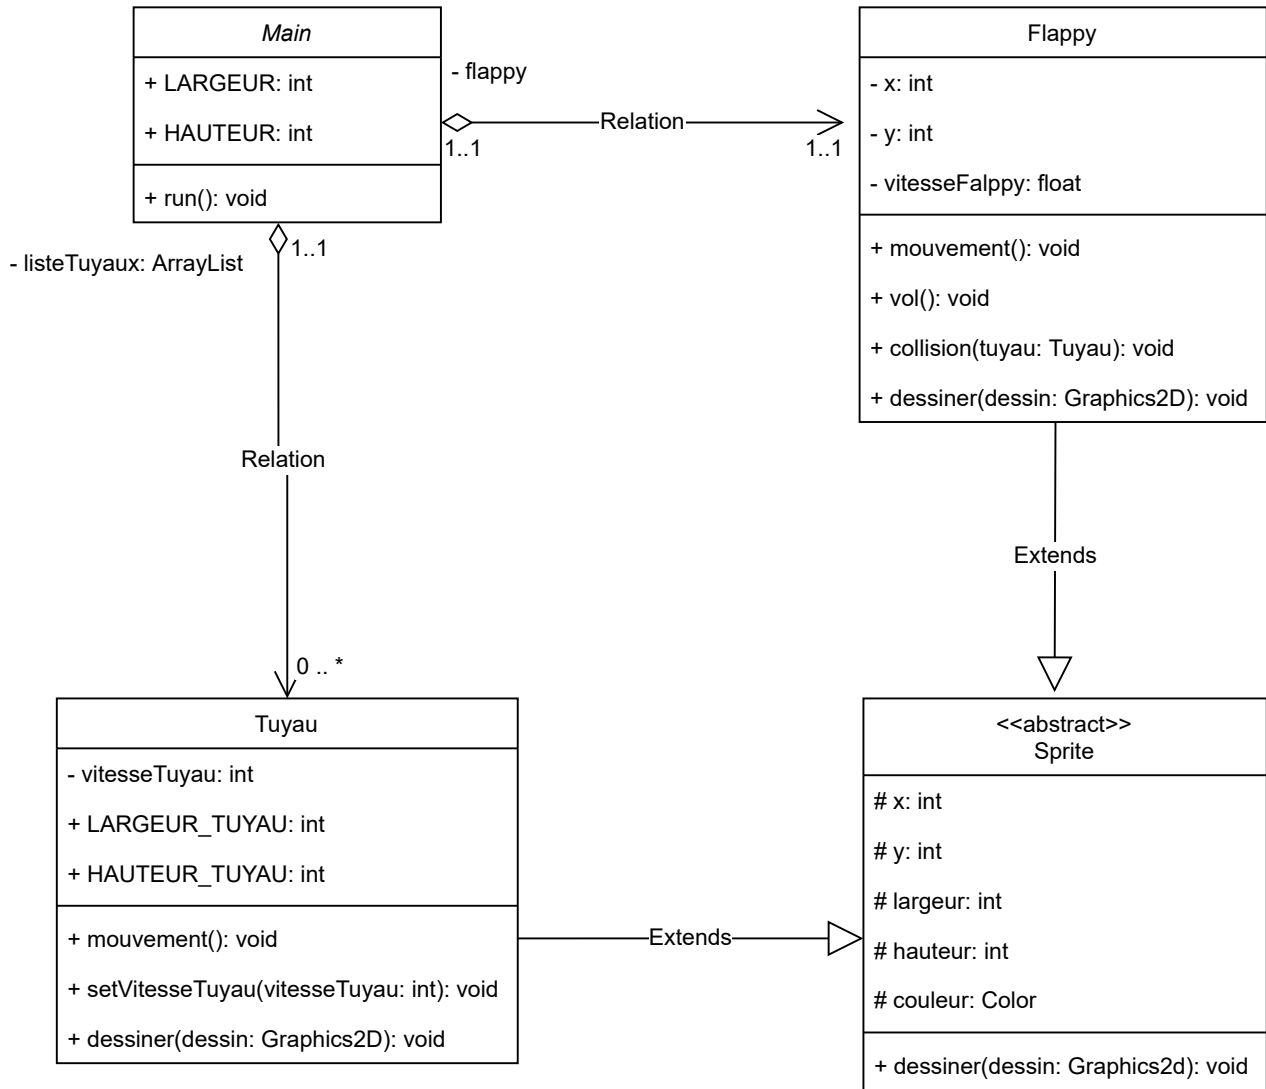 Main
+ LARGEUR: int
+ HAUTEUR: int
+ run(): void
- flappy
1..1
Relation
1..1
Flappy
- x: int
- y: int
- vitesseFalppy: float
+ mouvement(): void
+ vol(): void
+ collision(tuyau: Tuyau): void
+ dessiner(dessin: Graphics2D): void
1..1
- listeTuyaux: ArrayList
Relation
0 .. *
Extends
Tuyau
- vitesseTuyau: int
+ LARGEUR_TUYAU: int
+ HAUTEUR_TUYAU: int
+ mouvement(): void
+ setVitesseTuyau(vitesseTuyau: int): void
+ dessiner(dessin: Graphics2D): void
Extends
<<abstract>>
Sprite
# x: int
# y: int
# largeur: int
# hauteur: int
# couleur: Color
+ dessiner(dessin: Graphics2d): void